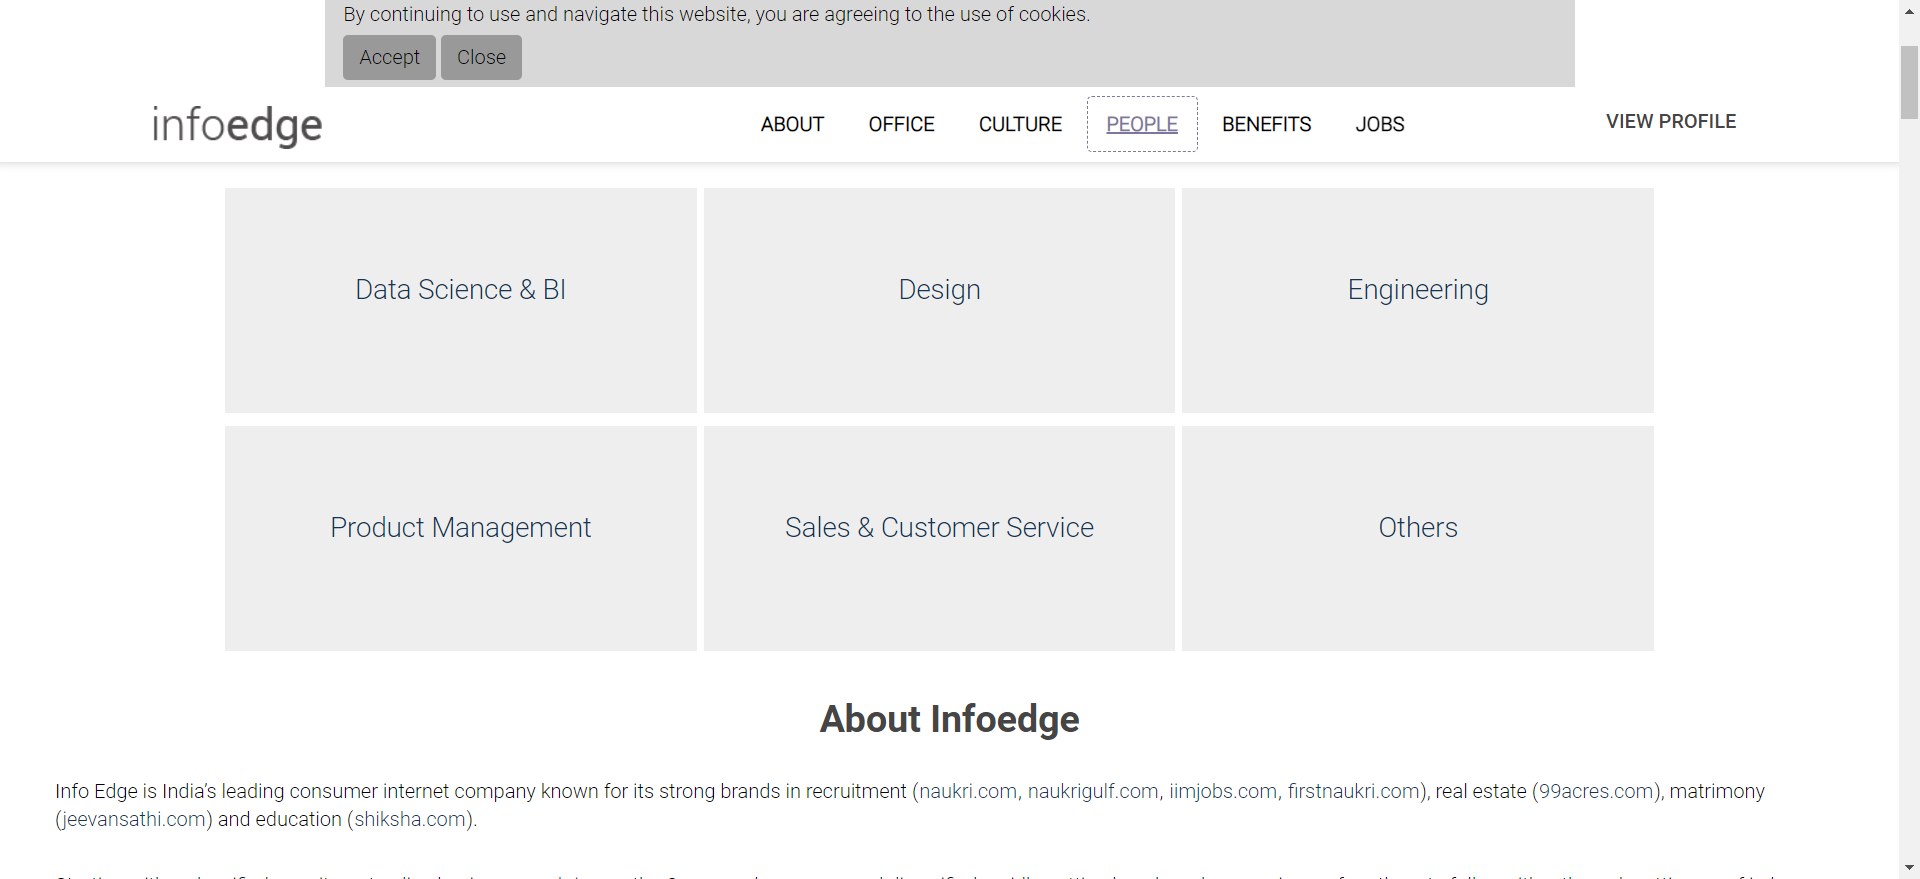 By continuing to use and navigate this website, you are agreeing to the use of cookies.
Accept Close
infoedge ABOUT OFFICE CULTURE PEOPLE BENEFITS JOBS VIEW PROFILE
Data Science & BI Design Engineering
Product Management Sales & Customer Service Others
About Infoedge
Info Edge is India's leading consumer internet company known for its strong brands in recruitment (naukri.com, naukrigulf.com, iimjobs.com, firstnaukri.com), real estate (99acres.com), matrimony
(jeevansathi.com) and education (shiksha.com).